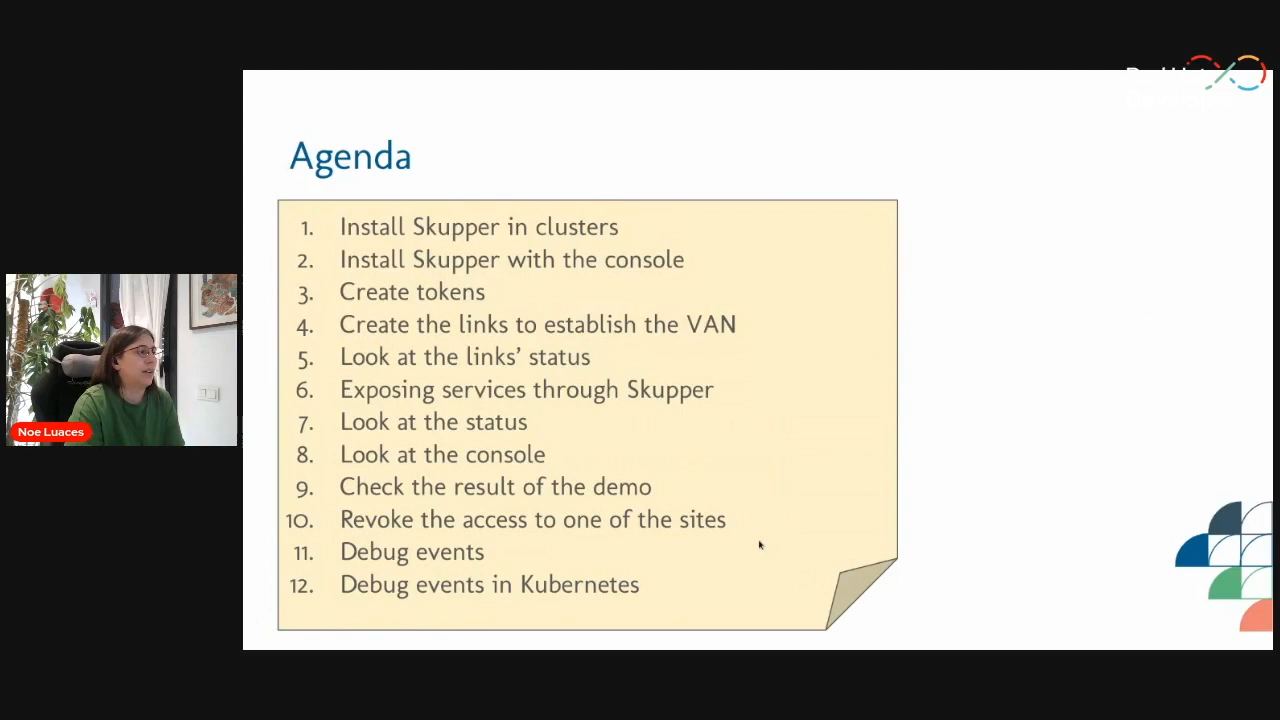 Agenda
1. Install Skupper in clusters
2. Install Skupper with the console
3. Create tokens
4. Create the links to establish the VAN
5. Look at the links’ status
6. Exposing services through Skupper
7. Look at the status
8. Look at the console
9. Check the result of the demo
10. Revoke the access to one of the sites
11. Debug events
12. Debug events in Kubernetes
Noe Luaces